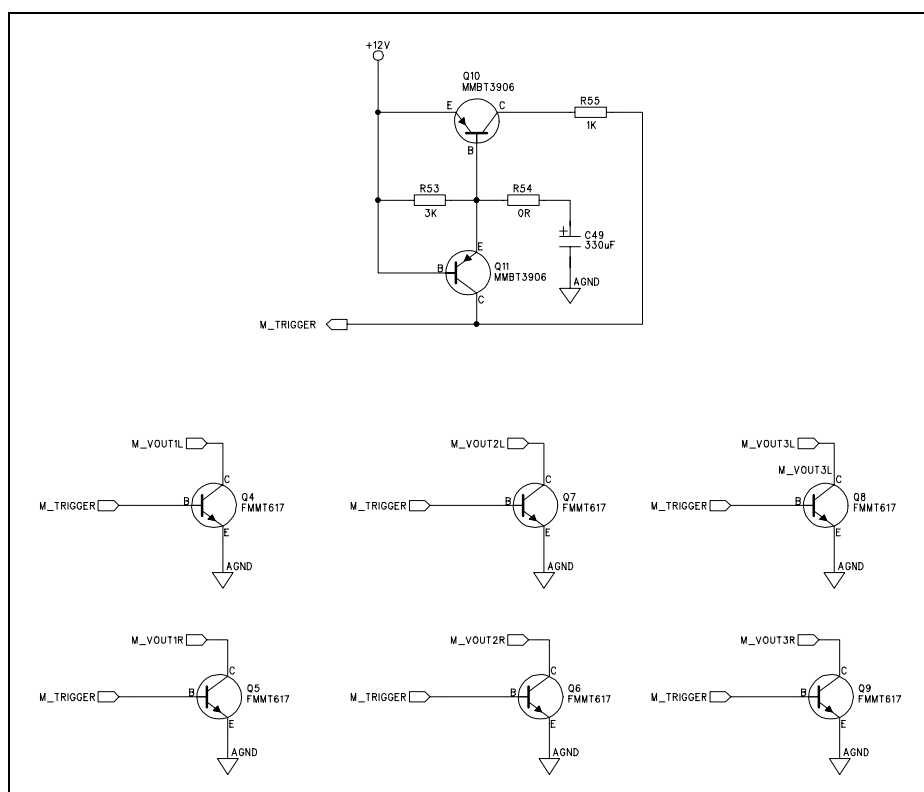 +12V
Q10
MMBT3906
E
C
B
R55
1K
R53
3K
R54
0R
C49
330uF
AGND
E
B
Q11
MMBT3906
C
M_TRIGGER
M_VOUT1L
C
M_TRIGGER
B
Q4
FMMT617
E
AGND
M_VOUT2L
C
M_TRIGGER
B
Q7
FMMT617
E
AGND
M_VOUT3L
M_VOUT3L
C
M_TRIGGER
B
Q8
FMMT617
E
AGND
M_VOUT1R
C
M_TRIGGER
B
Q5
FMMT617
E
AGND
M_VOUT2R
C
M_TRIGGER
B
Q6
FMMT617
E
AGND
M_VOUT3R
C
M_TRIGGER
B
Q9
FMMT617
E
AGND